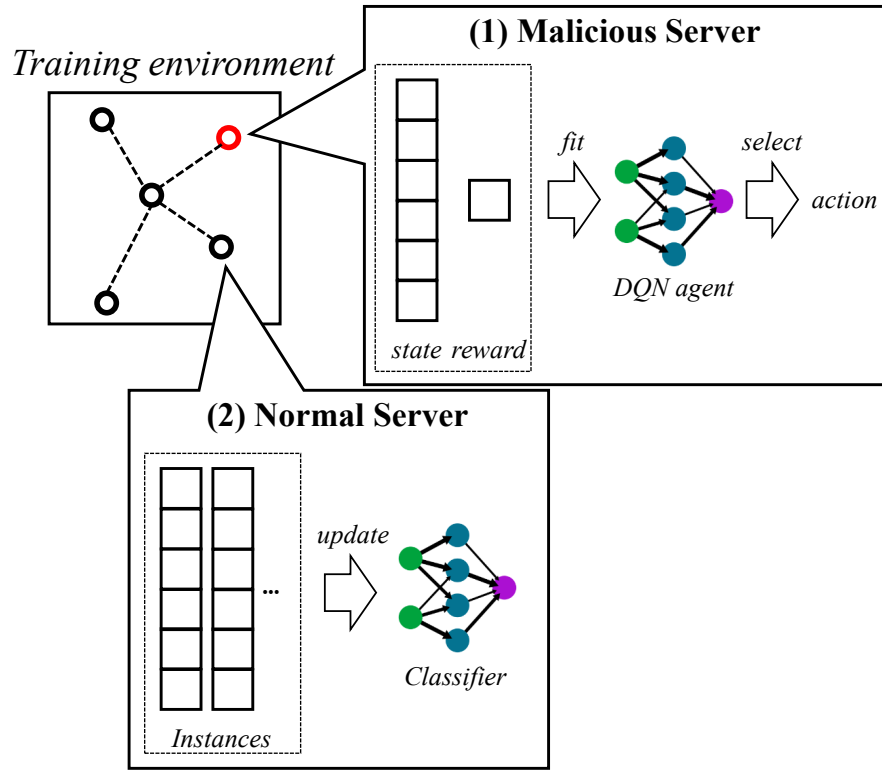 Training environment
(1) Malicious Server
fit
select
action
DQN agent
state reward
(2) Normal Server
update
...
Classifier
Instances